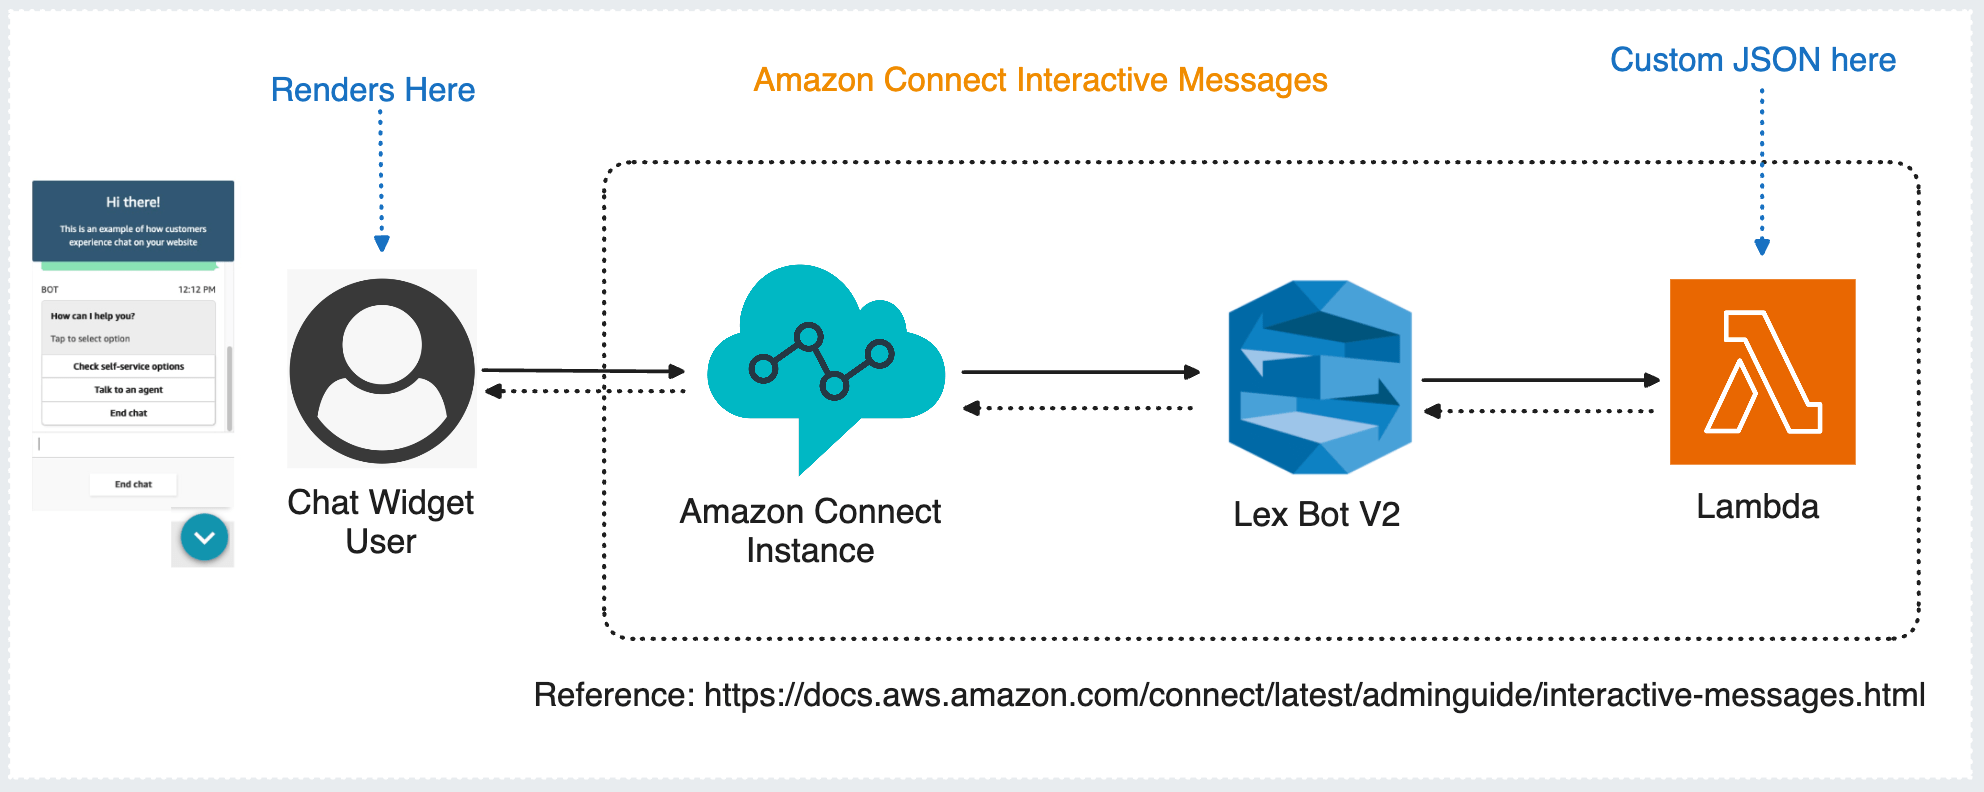 Renders Here
Amazon Connect Interactive Messages
Custom JSON here
Hi there!
This is an example of how customers
experience chat on your website
BOT 12:12 PM
How can I help you?
Tap to select option
Check self-service options
Talk to an agent
End chat
End chat
Chat Widget
User
Amazon Connect
Instance
Lex Bot V2
Lambda
Reference: https://docs.aws.amazon.com/connect/latest/adminguide/interactive-messages.html